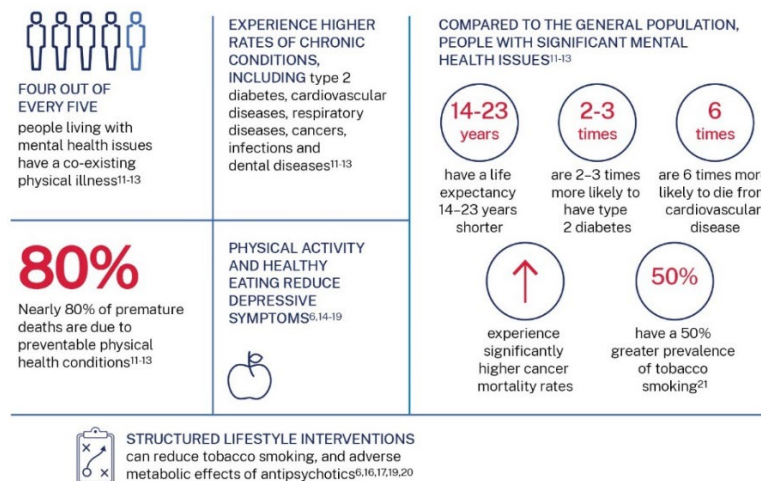 FOUR OUT OF
EVERY FIVE
people living with
mental health issues
have a co-existing
physical illness¹¹⁻¹³
EXPERIENCE HIGHER
RATES OF CHRONIC
CONDITIONS,
INCLUDING type 2
diabetes, cardiovascular
diseases, respiratory
diseases, cancers,
infections and
dental diseases¹¹⁻¹³
80%
Nearly 80% of premature
deaths are due to
preventable physical
health conditions¹¹⁻¹³
PHYSICAL ACTIVITY
AND HEALTHY
EATING REDUCE
DEPRESSIVE
SYMPTOMS⁶,¹⁴⁻¹⁹
COMPARED TO THE GENERAL POPULATION,
PEOPLE WITH SIGNIFICANT MENTAL
HEALTH ISSUES¹¹⁻¹³
14-23
years
have a life
expectancy
14–23 years
shorter
2-3
times
are 2–3 times
more likely to
have type
2 diabetes
6
times
are 6 times more
likely to die from
cardiovascular
disease
experience
significantly
higher cancer
mortality rates
50%
have a 50%
greater prevalence
of tobacco
smoking²¹
STRUCTURED LIFESTYLE INTERVENTIONS
can reduce tobacco smoking, and adverse
metabolic effects of antipsychotics⁶,¹⁶,¹⁷,¹⁹,²⁰